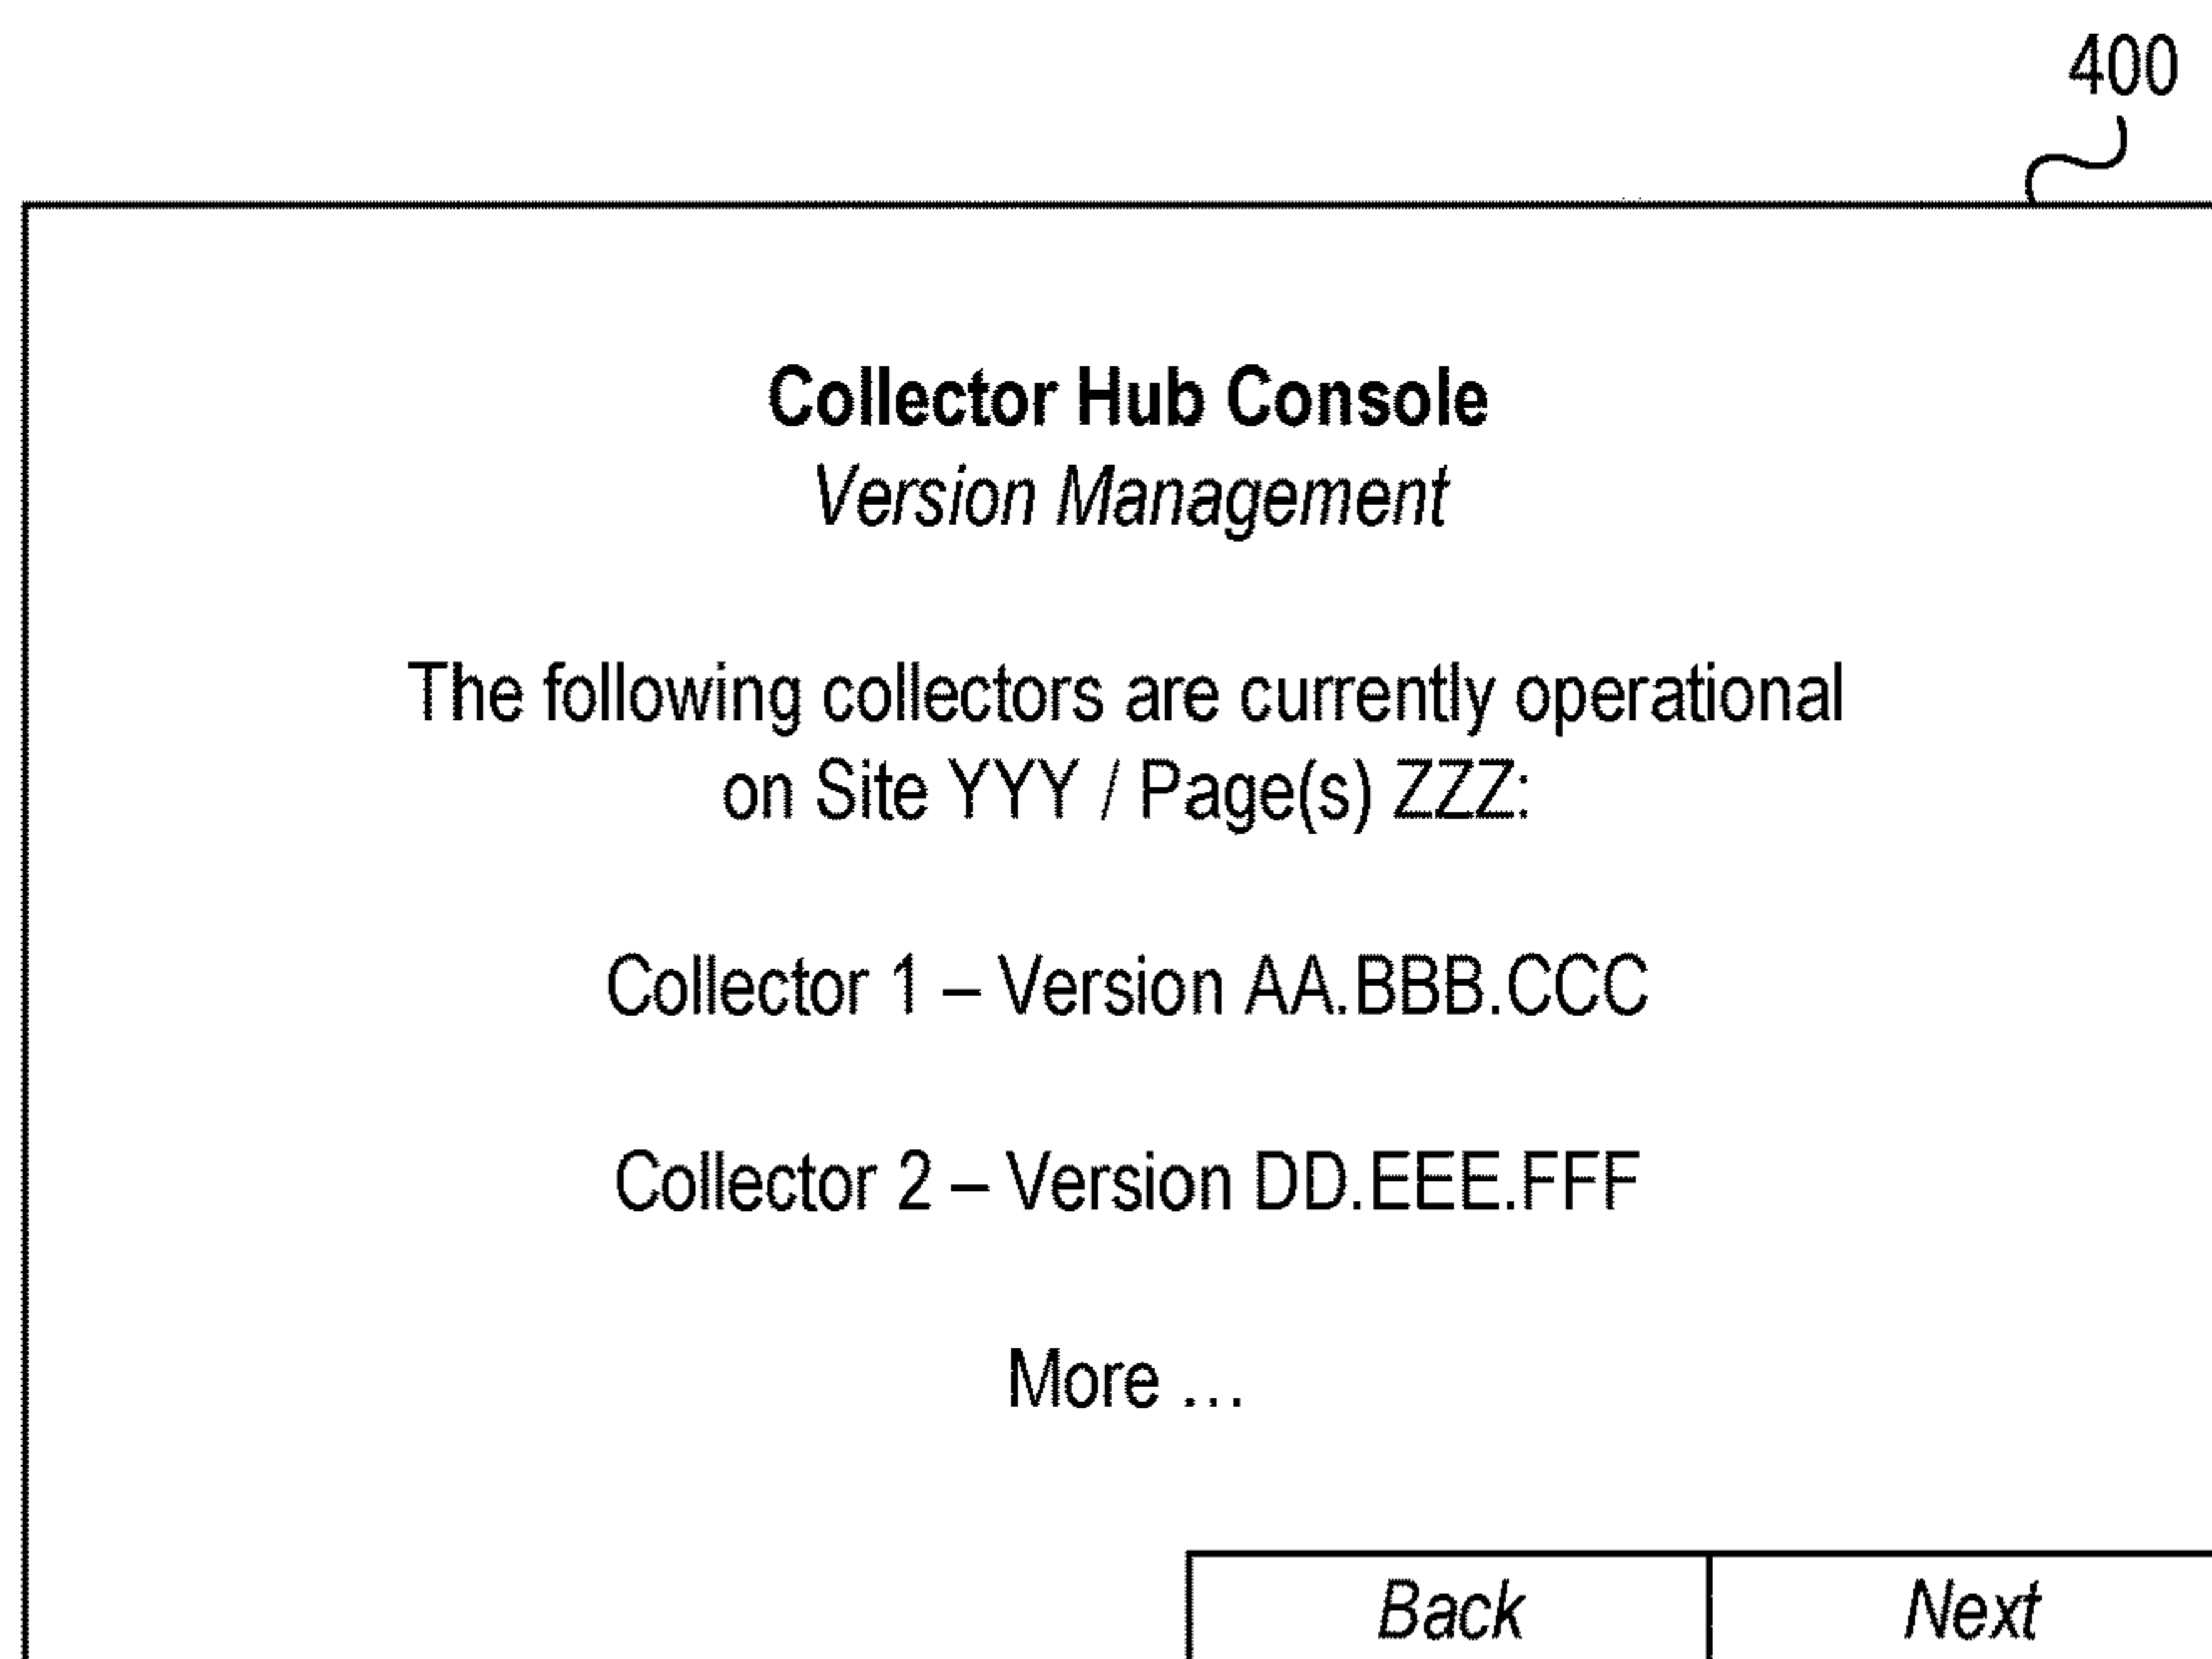 400
Collector Hub Console
Version Management
The following collectors are currently operational
on Site YYY / Page(s) ZZZ:
Collector 1 – Version AA.BBB.CCC
Collector 2 – Version DD.EEE.FFF
More ...
Back
Next